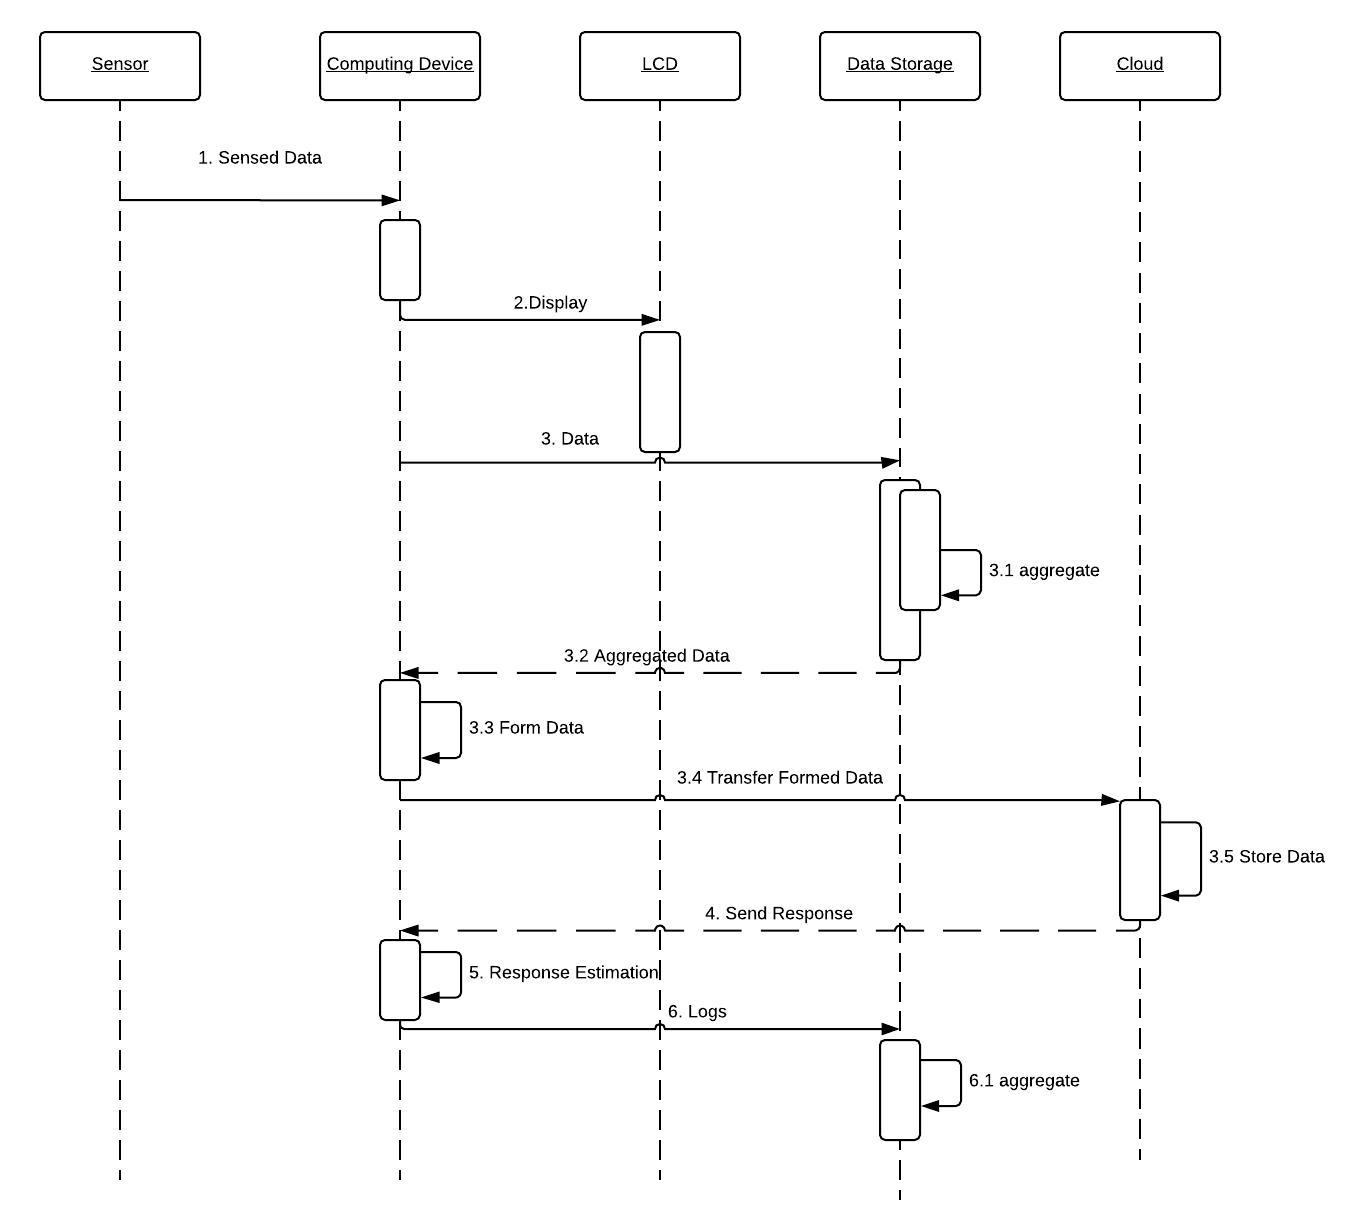 Sensor
Computing Device
LCD
Data Storage
Cloud
1. Sensed Data
2.Display
3. Data
3.1 aggregate
3.2 Aggregated Data
3.3 Form Data
3.4 Transfer Formed Data
3.5 Store Data
4. Send Response
5. Response Estimation
6. Logs
6.1 aggregate